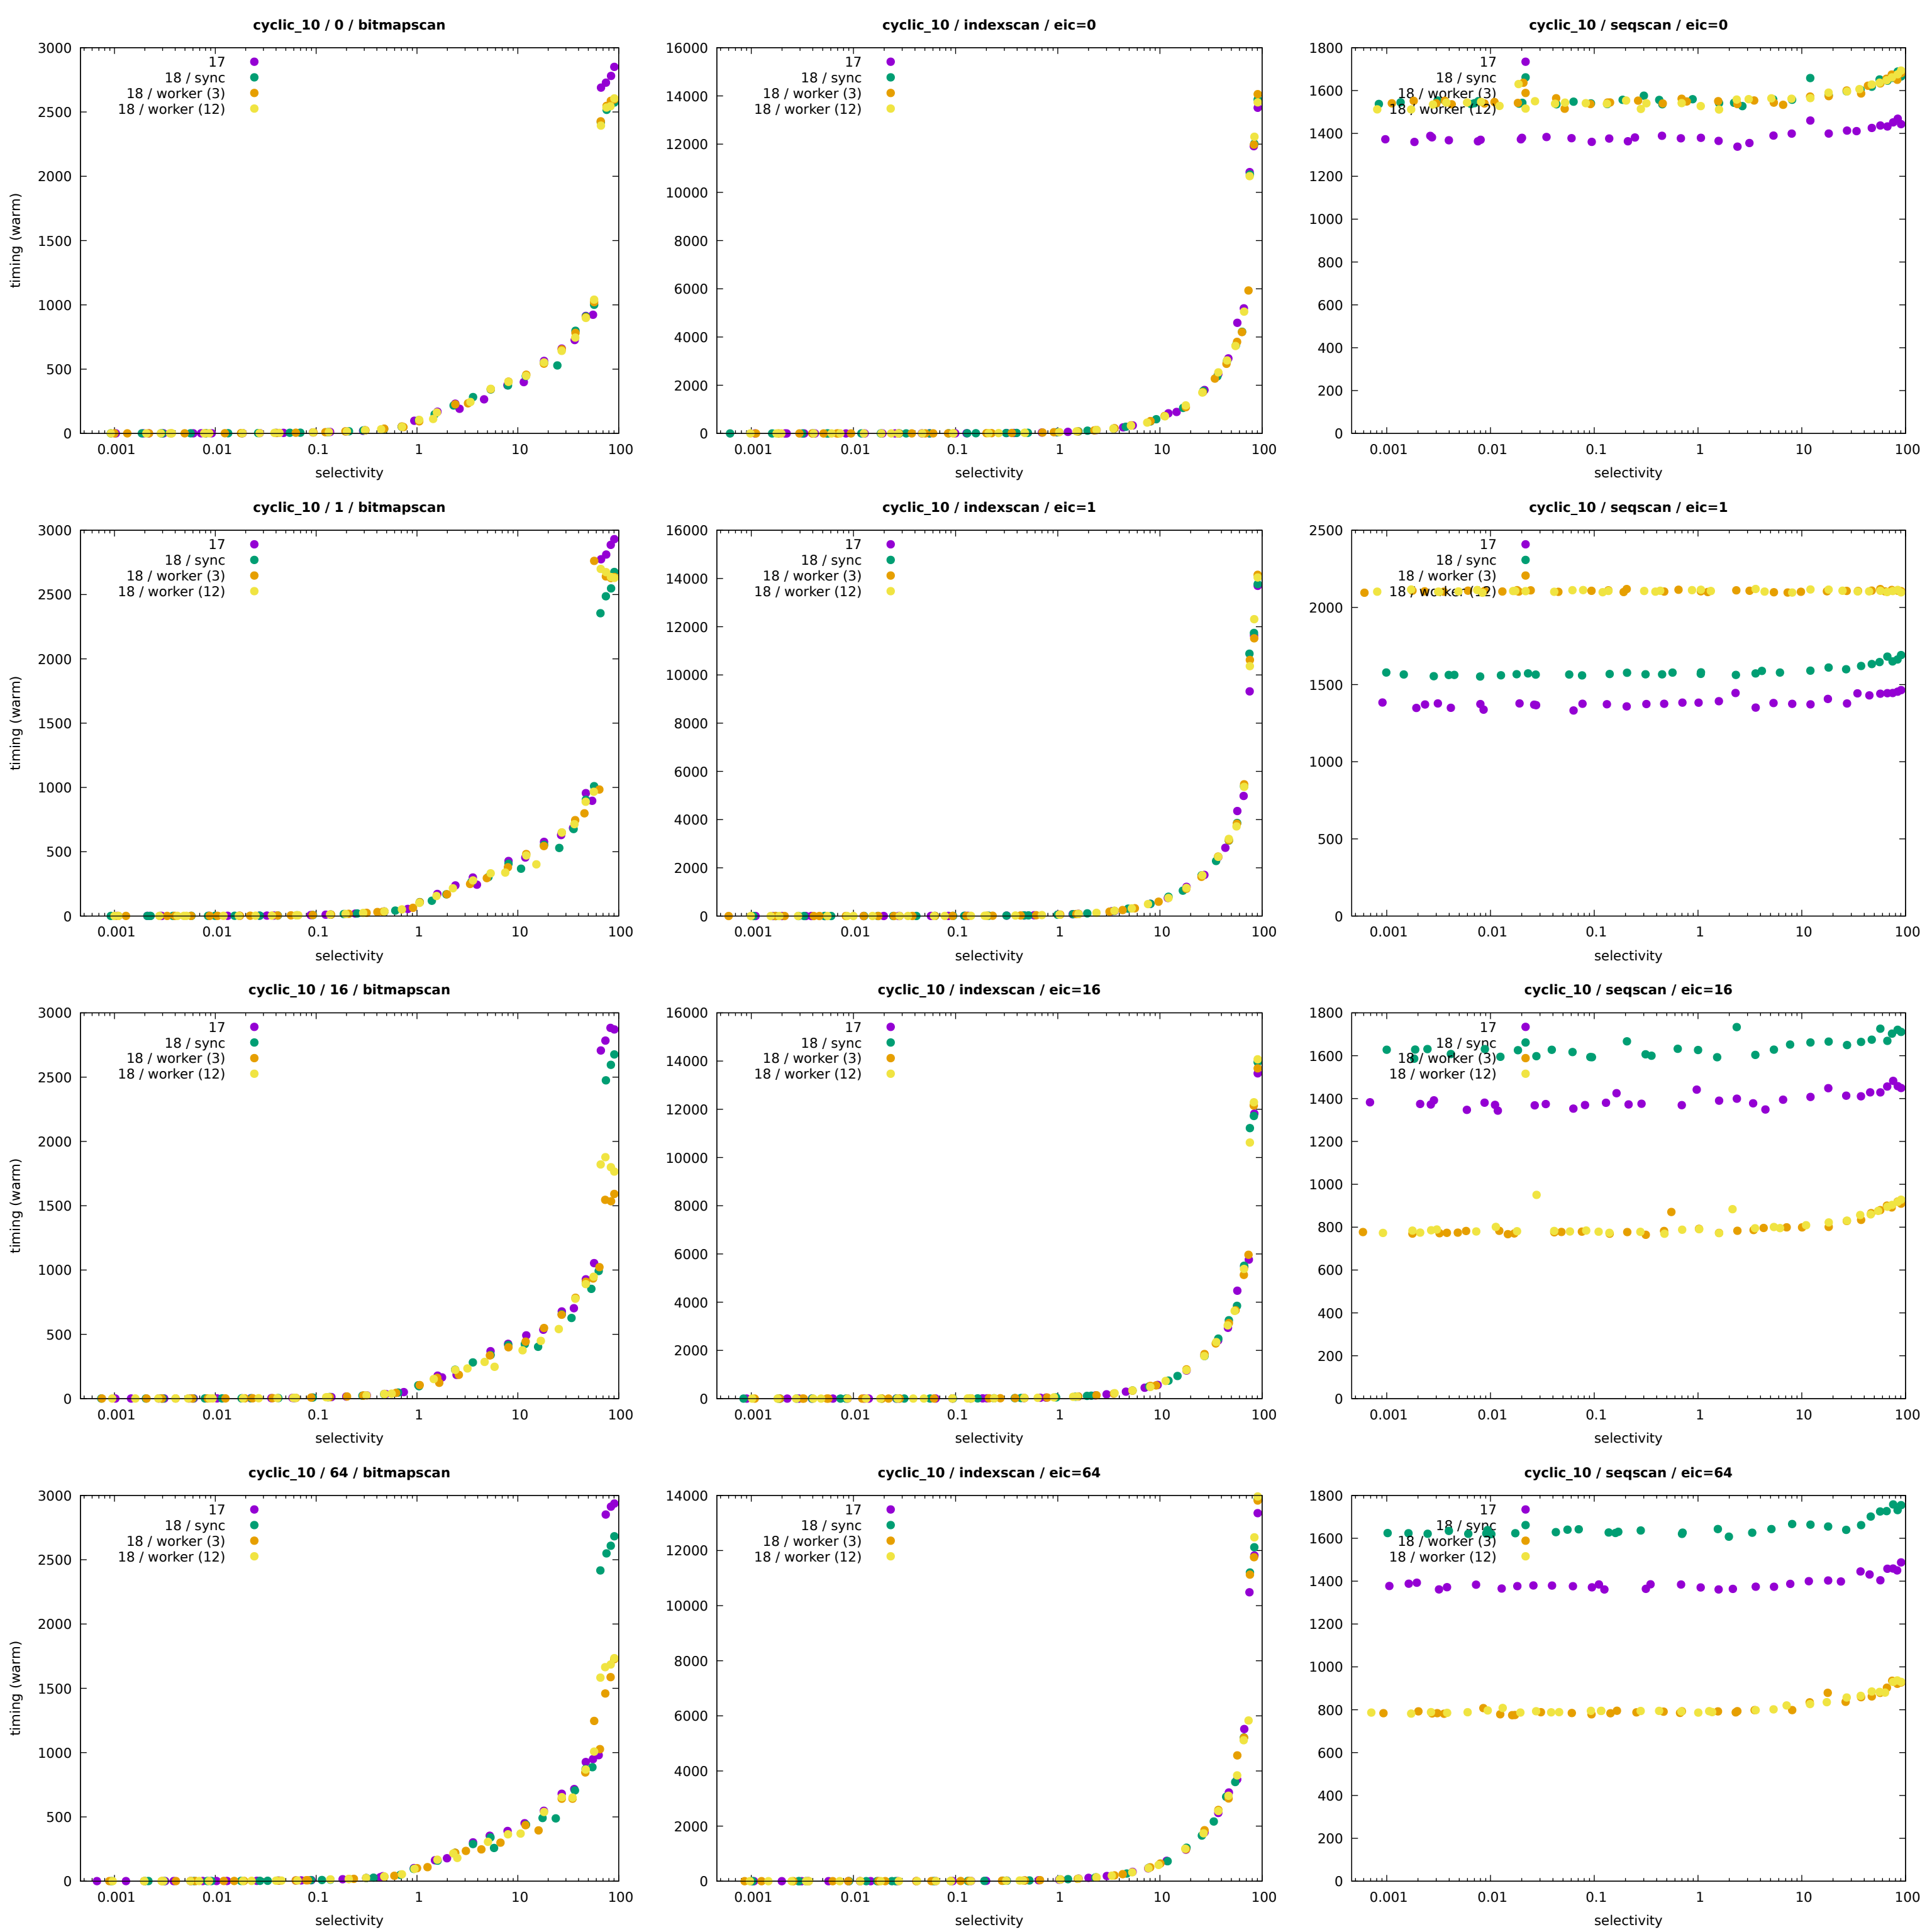 cyclic_10 / 0 / bitmapscan
timing (warm)
3000
2500
2000
1500
1000
500
0
17
18 / sync
18 / worker (3)
18 / worker (12)
0.001 0.01 0.1 1 10 100
selectivity
cyclic_10 / indexscan / eic=0
16000
14000
12000
10000
8000
6000
4000
2000
0
17
18 / sync
18 / worker (3)
18 / worker (12)
0.001 0.01 0.1 1 10 100
selectivity
cyclic_10 / seqscan / eic=0
1800
1600
1400
1200
1000
800
600
400
200
0
17
18 / sync
18 / worker (3)
18 / worker (12)
0.001 0.01 0.1 1 10 100
selectivity
cyclic_10 / 1 / bitmapscan
timing (warm)
3000
2500
2000
1500
1000
500
0
17
18 / sync
18 / worker (3)
18 / worker (12)
0.001 0.01 0.1 1 10 100
selectivity
cyclic_10 / indexscan / eic=1
16000
14000
12000
10000
8000
6000
4000
2000
0
17
18 / sync
18 / worker (3)
18 / worker (12)
0.001 0.01 0.1 1 10 100
selectivity
cyclic_10 / seqscan / eic=1
2500
2000
1500
1000
500
0
17
18 / sync
18 / worker (3)
18 / worker (12)
0.001 0.01 0.1 1 10 100
selectivity
cyclic_10 / 16 / bitmapscan
timing (warm)
3000
2500
2000
1500
1000
500
0
17
18 / sync
18 / worker (3)
18 / worker (12)
0.001 0.01 0.1 1 10 100
selectivity
cyclic_10 / indexscan / eic=16
16000
14000
12000
10000
8000
6000
4000
2000
0
17
18 / sync
18 / worker (3)
18 / worker (12)
0.001 0.01 0.1 1 10 100
selectivity
cyclic_10 / seqscan / eic=16
1800
1600
1400
1200
1000
800
600
400
200
0
17
18 / sync
18 / worker (3)
18 / worker (12)
0.001 0.01 0.1 1 10 100
selectivity
cyclic_10 / 64 / bitmapscan
timing (warm)
3000
2500
2000
1500
1000
500
0
17
18 / sync
18 / worker (3)
18 / worker (12)
0.001 0.01 0.1 1 10 100
selectivity
cyclic_10 / indexscan / eic=64
14000
12000
10000
8000
6000
4000
2000
0
17
18 / sync
18 / worker (3)
18 / worker (12)
0.001 0.01 0.1 1 10 100
selectivity
cyclic_10 / seqscan / eic=64
1800
1600
1400
1200
1000
800
600
400
200
0
17
18 / sync
18 / worker (3)
18 / worker (12)
0.001 0.01 0.1 1 10 100
selectivity